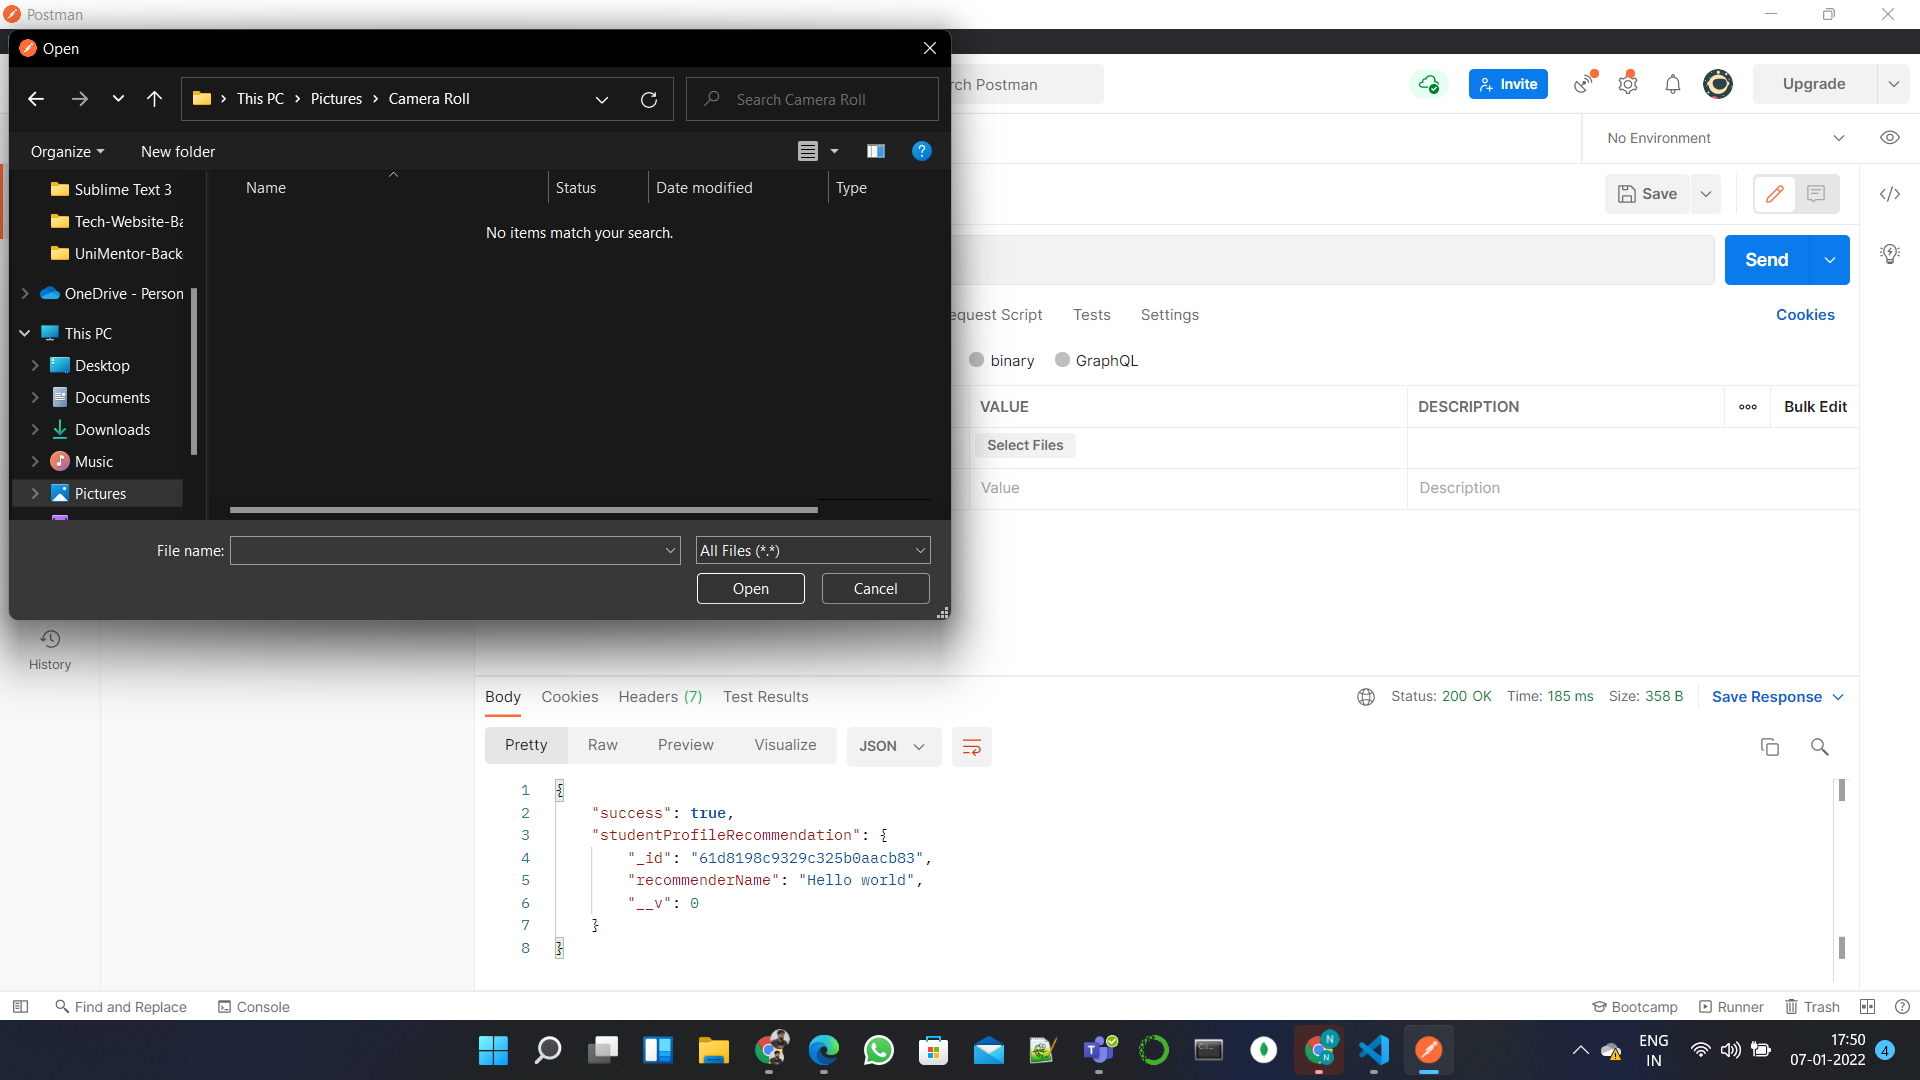 Postman
Open
This PC
Pictures
Camera Roll
Search Camera Roll
rch Postman
Invite
Upgrade
Organize
New folder
No Environment
Sublime Text 3
Tech-Website-Ba
UniMentor-Back
OneDrive - Person
This PC
Desktop
Documents
Downloads
Music
Pictures
Name
Status
Date modified
Type
No items match your search.
File name:
All Files (*.*)
Open
Cancel
Save
Send
equest Script
Tests
Settings
Cookies
binary
GraphQL
VALUE
DESCRIPTION
Bulk Edit
Select Files
Value
Description
History
Body
Cookies
Headers (7)
Test Results
Status: 200 OK
Time: 185 ms
Size: 358 B
Save Response
Pretty
Raw
Preview
Visualize
JSON
1 {
2 "success": true,
3 "studentProfileRecommendation": {
4 "_id": "61d8198c9329c325b0aacb83",
5 "recommenderName": "Hello world",
6 "__v": 0
7 }
8 }
Find and Replace
Console
Bootcamp
Runner
Trash
N
N
ENG
IN
17:50
07-01-2022
4